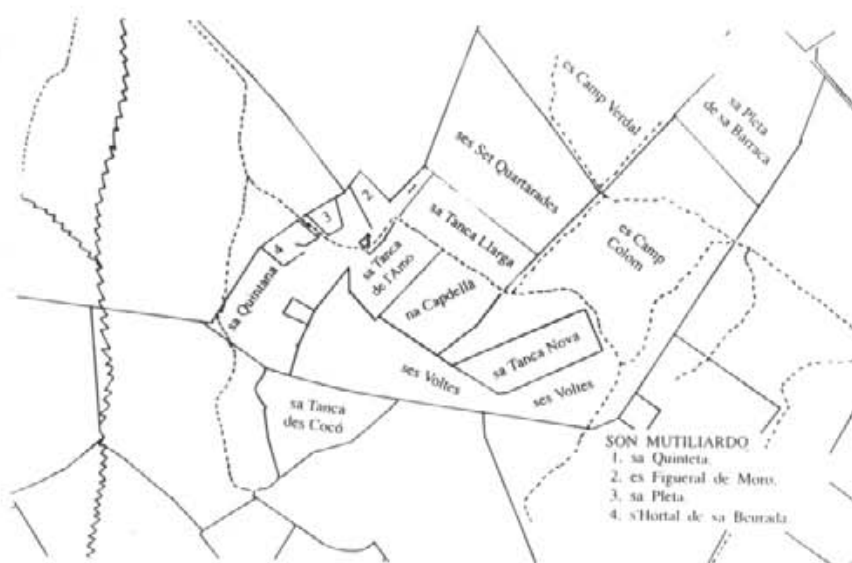 es Camp Verdal
sa Pleta
de sa Barraca
ses Set Quartarades
2
1
3
4
sa Tanca Llarga
es Camp
Colom
sa Tanca
de l'Amo
na Capdellà
sa Quintana
sa Tanca Nova
ses Voltes
ses Voltes
sa Tanca
des Cocó
SON MUTILIARDO
1. sa Quinteta.
2. es Figueral de Moro.
3. sa Pleta.
4. s'Hortal de sa Beurada.